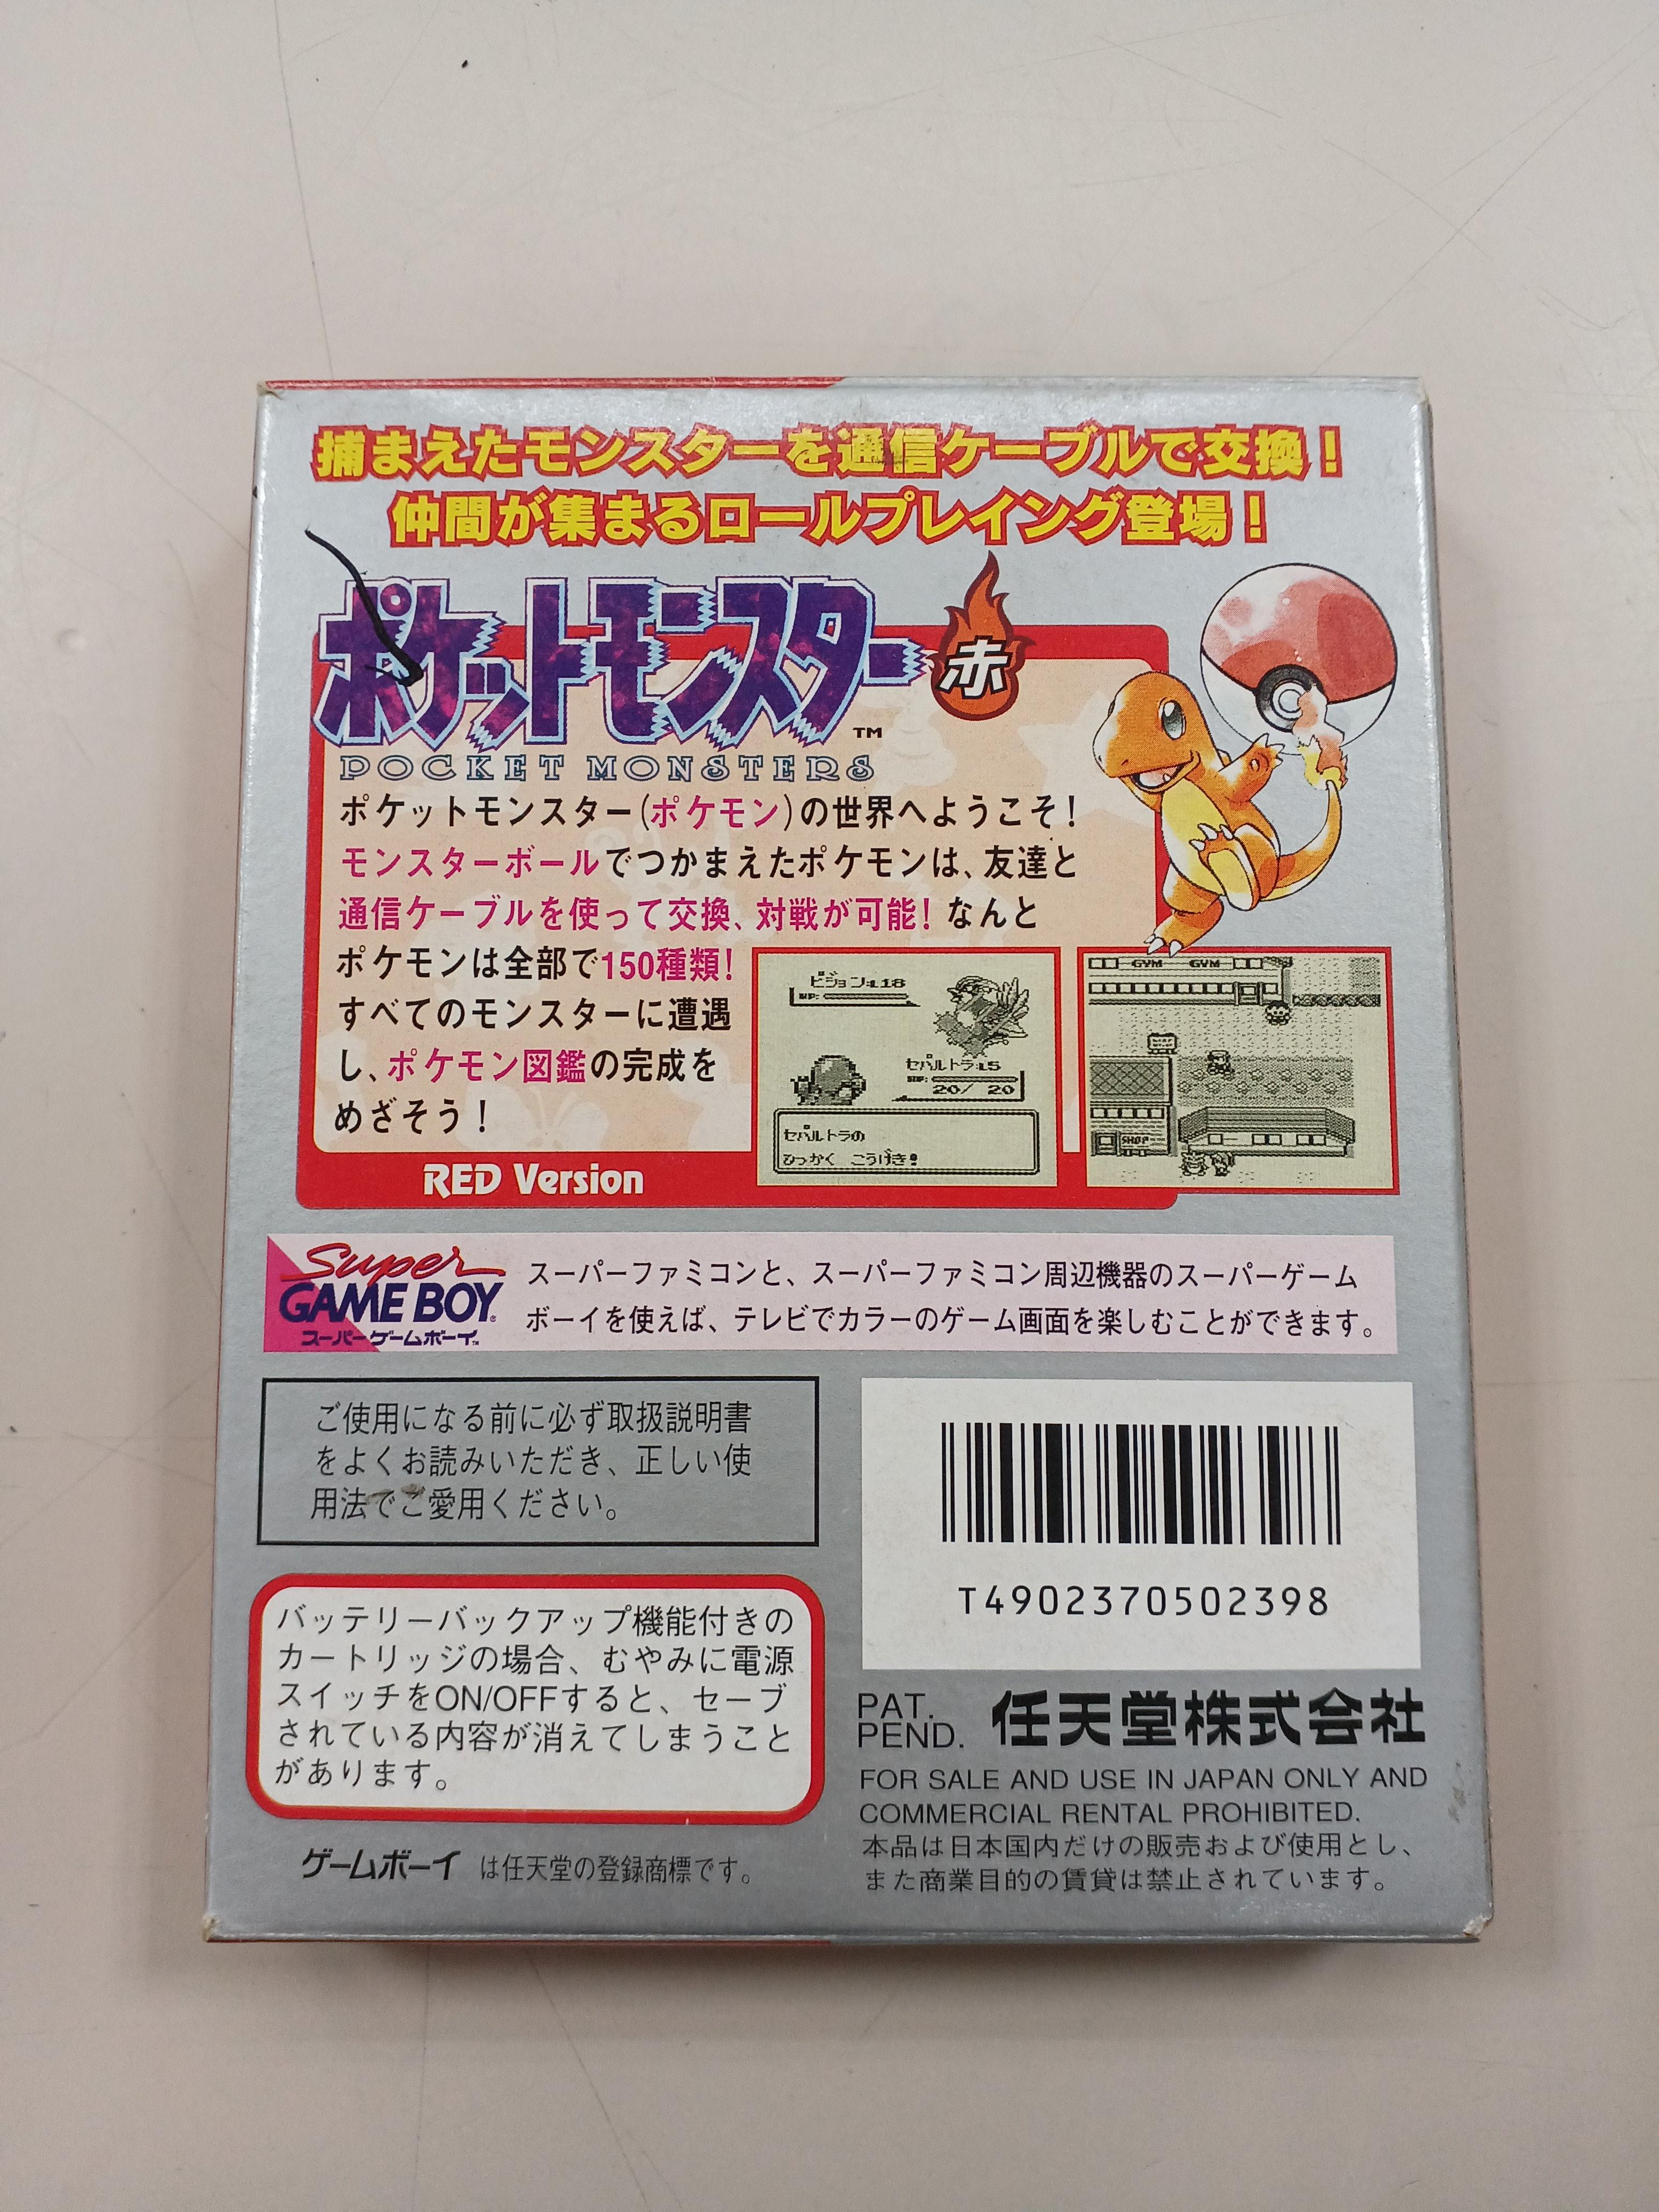 捕まえたモンスターを通信ケーブルで交換！
仲間が集まるロールプレイング登場！
ポケットモンスター 赤
TM
POCKET MONSTERS
ポケットモンスター(ポケモン)の世界へようこそ！
モンスターボールでつかまえたポケモンは、友達と
通信ケーブルを使って交換、対戦が可能！なんと
ポケモンは全部で150種類！
すべてのモンスターに遭遇
し、ポケモン図鑑の完成を
めざそう！
RED Version
ピジョン:L18
HP:
セパルトラ:L5
HP:
20/ 20
セパルトラの
ひっかく こうげき！
GYM GYM
SHOP
Super
GAME BOY®
スーパーゲームボーイ™
スーパーファミコンと、スーパーファミコン周辺機器のスーパーゲーム
ボーイを使えば、テレビでカラーのゲーム画面を楽しむことができます。
ご使用になる前に必ず取扱説明書
をよくお読みいただき、正しい使
用法でご愛用ください。
T4902370502398
バッテリーバックアップ機能付きの
カートリッジの場合、むやみに電源
スイッチをON/OFFすると、セーブ
されている内容が消えてしまうこと
があります。
PAT.
PEND.
任天堂株式会社
FOR SALE AND USE IN JAPAN ONLY AND
COMMERCIAL RENTAL PROHIBITED.
本品は日本国内だけの販売および使用とし、
また商業目的の賃貸は禁止されています。
ゲームボーイ は任天堂の登録商標です。